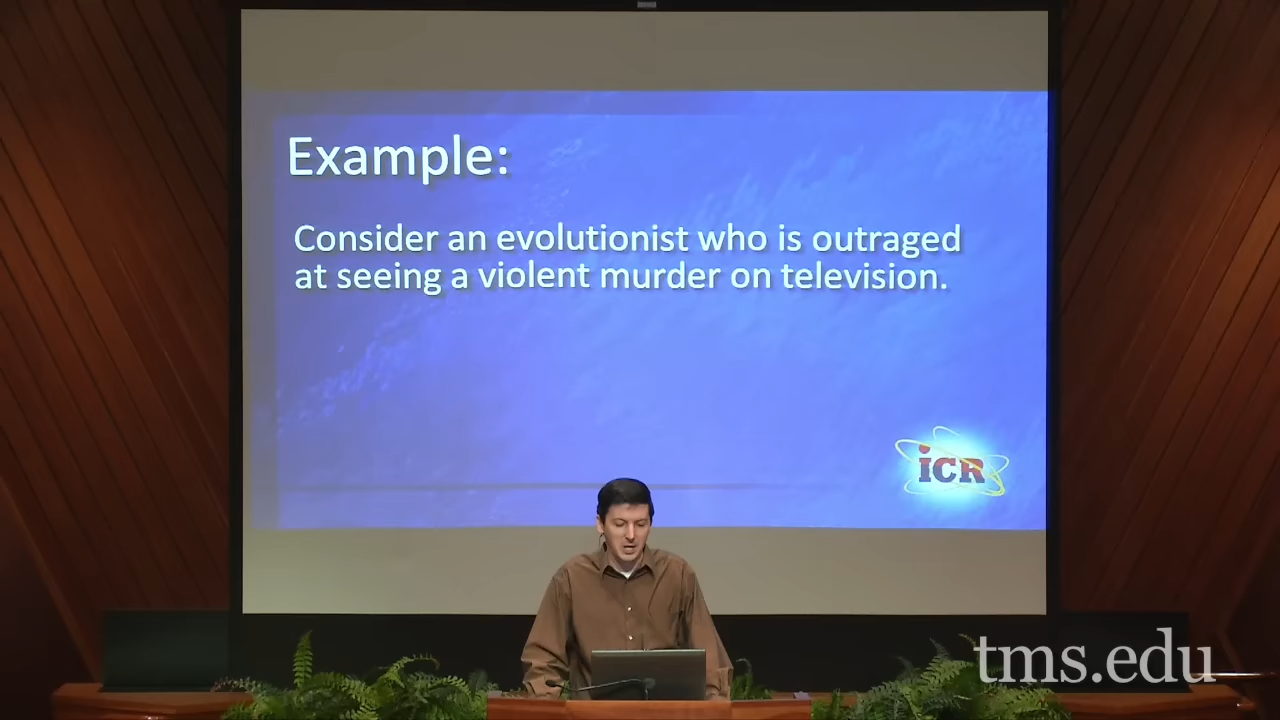 Example:
Consider an evolutionist who is outraged
at seeing a violent murder on television.
iCR
tms.edu